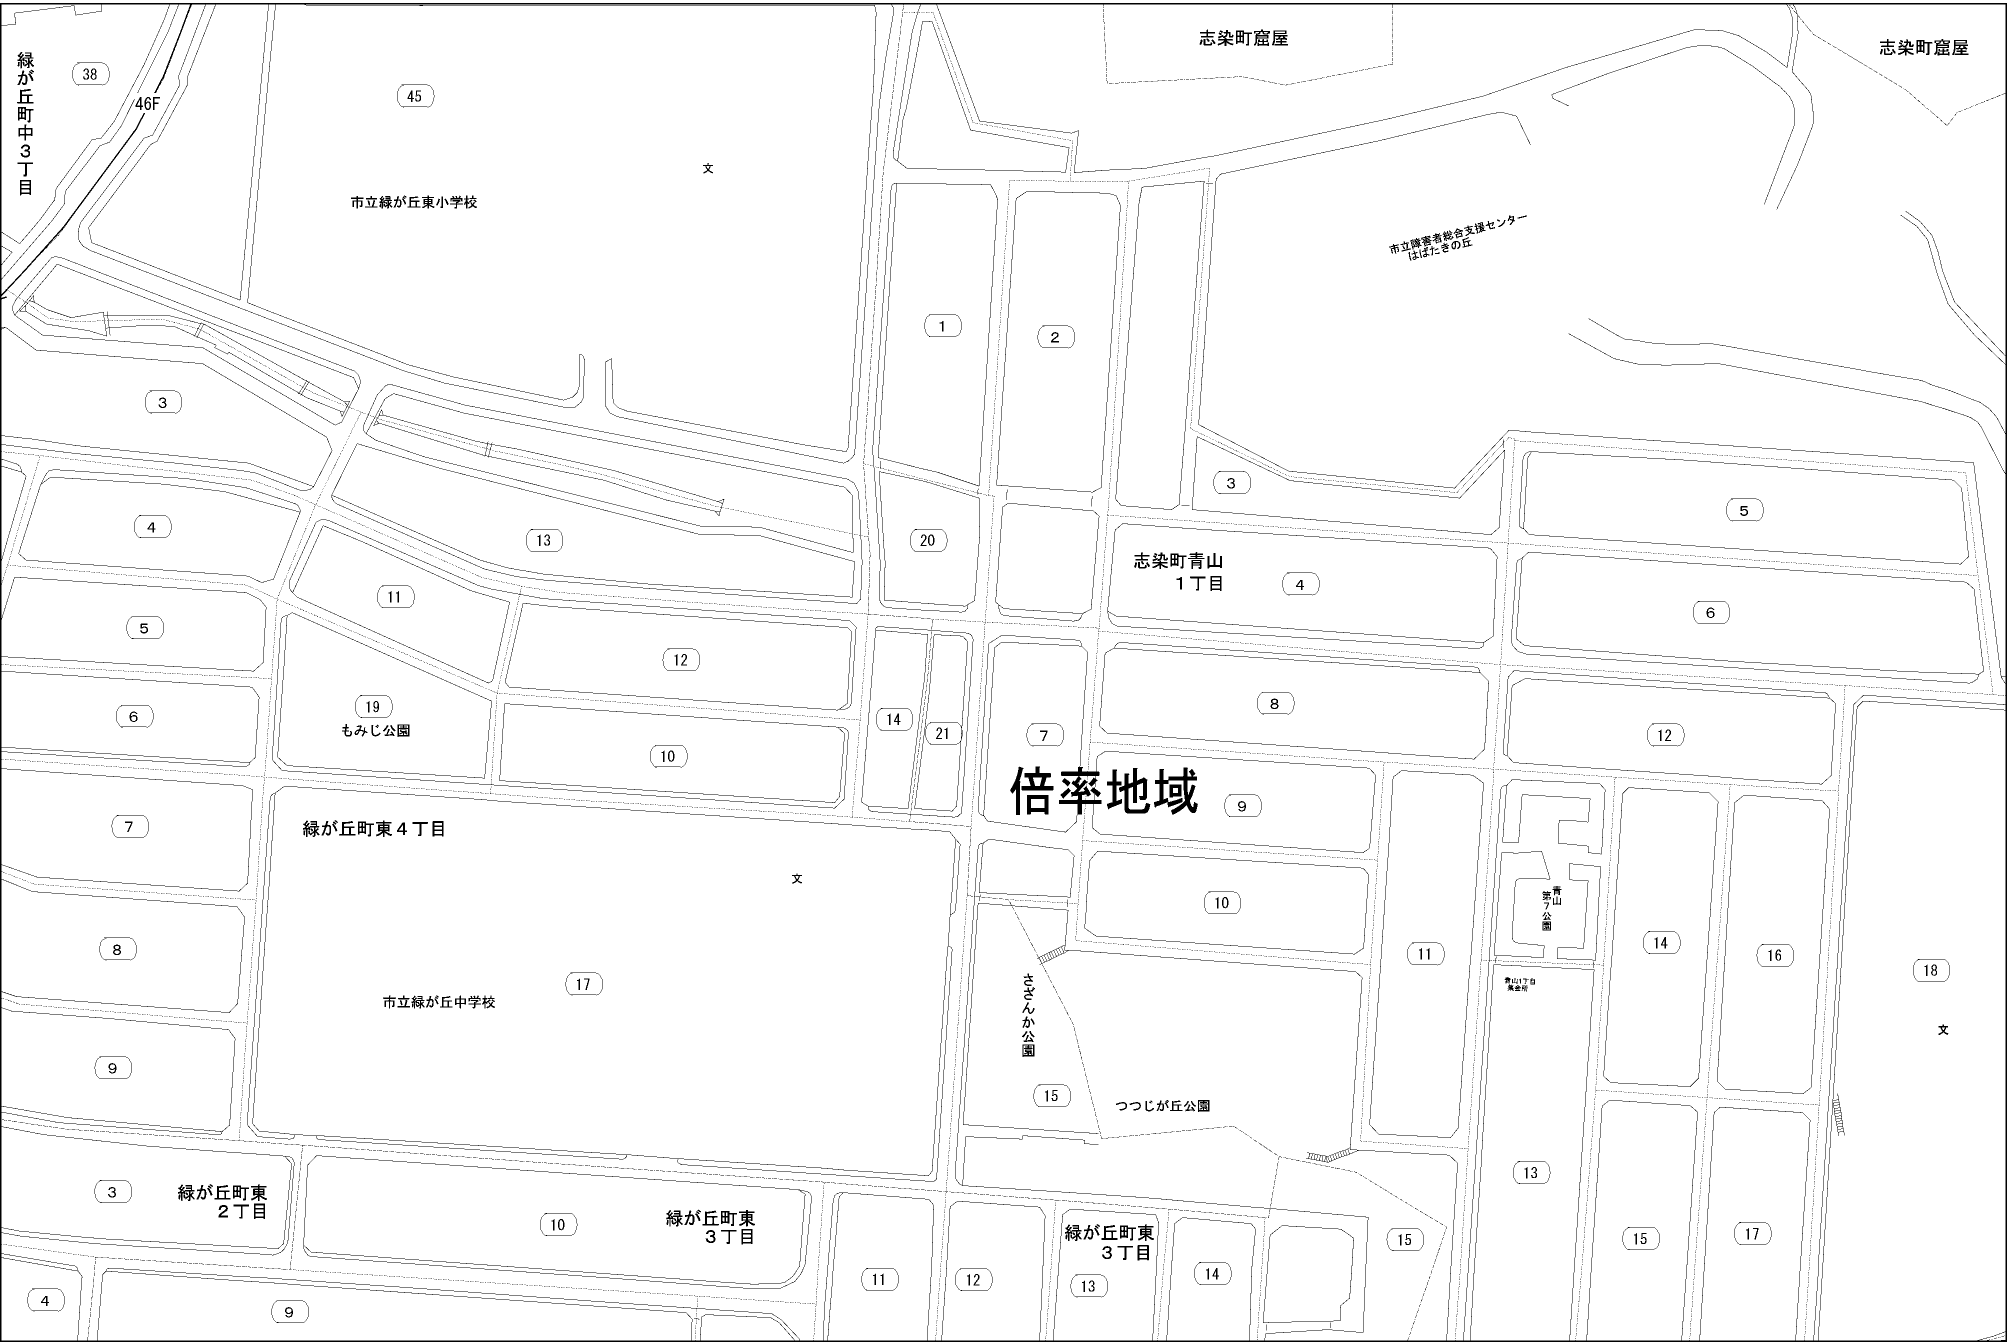 志染町窟屋
志染町窟屋
緑が丘町中３丁目
38
46F
45
文
市立緑が丘東小学校
市立障害者総合支援センター
はばたきの丘
1
2
3
3
4
13
20
5
志染町青山
１丁目
4
11
5
6
12
19
もみじ公園
6
14
21
7
8
12
10
倍率地域
9
7
緑が丘町東４丁目
文
10
青山
第７公園
8
17
市立緑が丘中学校
さざんか公園
11
14
16
18
青山1丁目
集会所
文
9
15
つつじが丘公園
3
緑が丘町東
２丁目
10
緑が丘町東
３丁目
緑が丘町東
３丁目
13
15
15
17
11
12
13
14
4
9